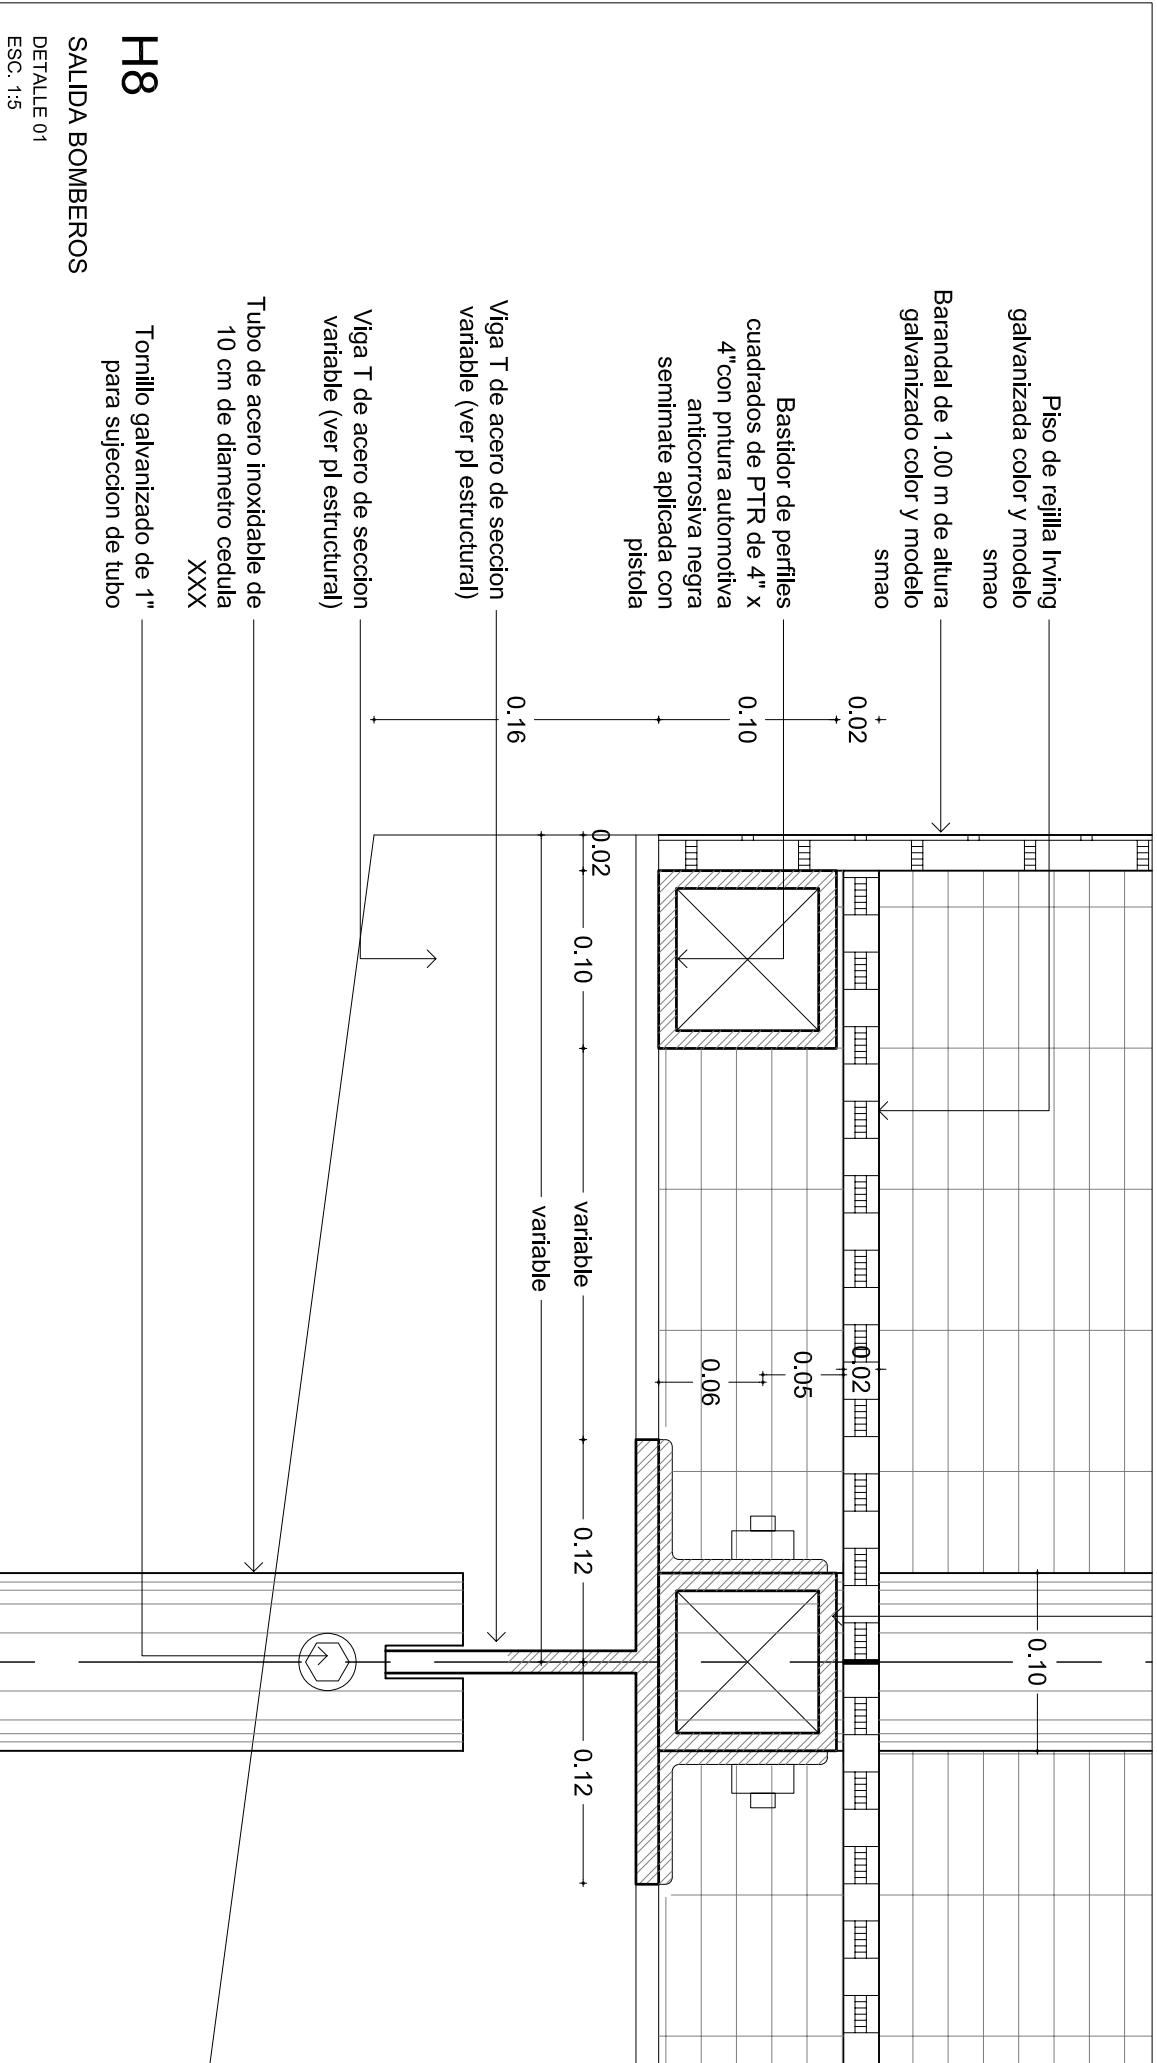 Piso de rejilla Irving
galvanizada color y modelo
smao
Barandal de 1.00 m de altura
galvanizado color y modelo
smao
Bastidor de perfiles
cuadrados de PTR de 4" x
4"con pntura automotiva
anticorrosiva negra
semimate aplicada con
pistola
Viga T de acero de seccion
variable (ver pl estructural)
Viga T de acero de seccion
variable (ver pl estructural)
Tubo de acero inoxidable de
10 cm de diametro cedula
XXX
Tornillo galvanizado de 1"
para sujeccion de tubo
0.02
0.10
0.16
0.02
0.10
variable
0.12
0.12
variable
0.02
0.05
0.06
0.10
H8
SALIDA BOMBEROS
DETALLE 01
ESC. 1:5